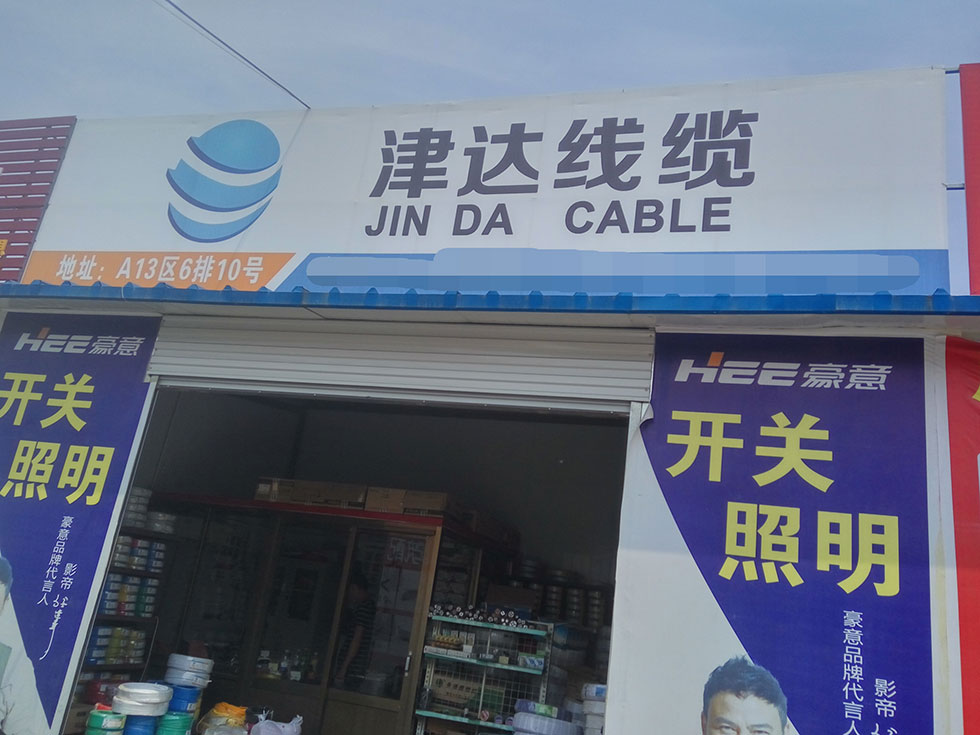 津达线缆
JIN DA CABLE
地址：A13区6排10号
HEE豪意
开关
照明
豪意品牌代言人
影帝
HEE豪意
开关
照明
豪意品牌代言人
影帝